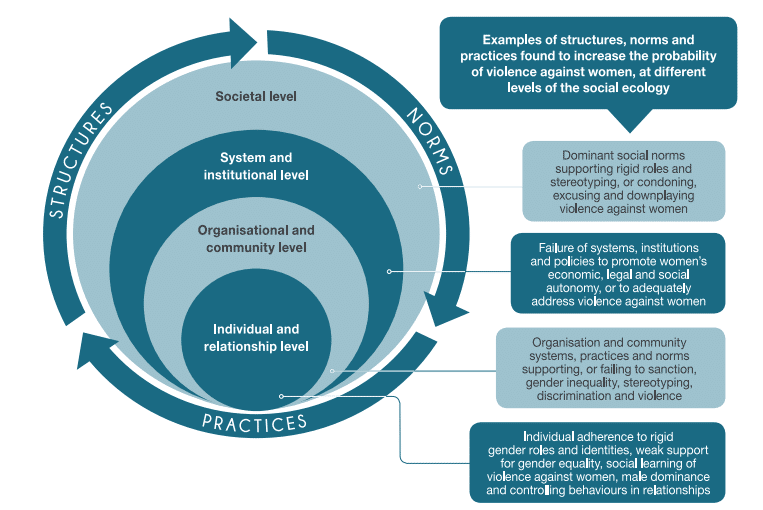 Examples of structures, norms and
practices found to increase the probability
of violence against women, at different
levels of the social ecology
STRUCTURES
NORMS
PRACTICES
Societal level
System and
institutional level
Organisational and
community level
Individual and
relationship level
Dominant social norms
supporting rigid roles and
stereotyping, or condoning,
excusing and downplaying
violence against women
Failure of systems, institutions
and policies to promote women's
economic, legal and social
autonomy, or to adequately
address violence against women
Organisation and community
systems, practices and norms
supporting, or failing to sanction,
gender inequality, stereotyping,
discrimination and violence
Individual adherence to rigid
gender roles and identities, weak support
for gender equality, social learning of
violence against women, male dominance
and controlling behaviours in relationships